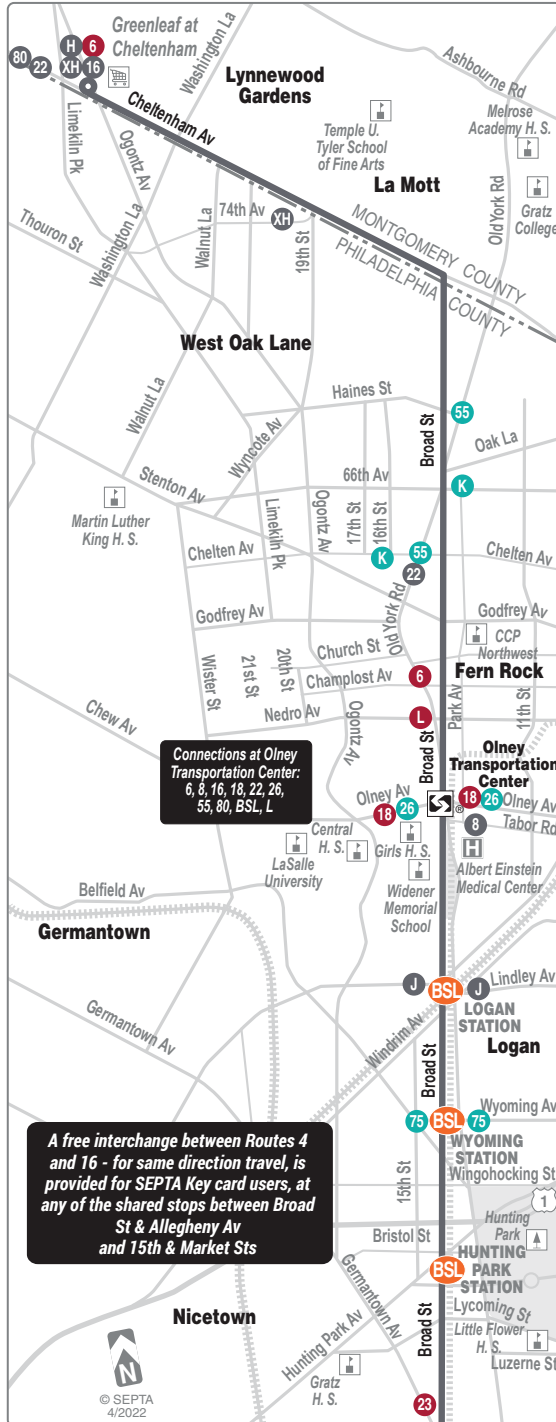 Greenleaf at
Cheltenham
H
6
80
22
XH
16
Washington La
Lynnewood
Gardens
Ashbourne Rd
Melrose
Academy H. S.
Cheltenham Av
Limekiln Pk
Ogontz Av
Temple U.
Tyler School
of Fine Arts
La Mott
Old York Rd
Gratz
College
Thouron St
Washington La
Walnut La
74th Av
XH
19th St
MONTGOMERY COUNTY
PHILADELPHIA COUNTY
West Oak Lane
Walnut La
Haines St
55
Broad St
Oak La
Wyncote Av
Stenton Av
66th Av
K
Martin Luther
King H. S.
Limekiln Pk
Ogontz Av
17th St
16th St
Chelten Av
K
55
Chelten Av
22
Old York Rd
Godfrey Av
Godfrey Av
CCP
Northwest
Church St
Wister St
21st St
20th St
Champlost Av
6
Fern Rock
Chew Av
Nedro Av
L
Park Av
11th St
Ogontz Av
Broad St
Connections at Olney
Transportation Center:
6, 8, 16, 18, 22, 26,
55, 80, BSL, L
Olney
Transportation
Center
Olney Av
18
26
®
18
26
Olney Av
8
Tabor Rd
Central
H. S.
Girls H. S.
H
LaSalle
University
Widener
Memorial
School
Albert Einstein
Medical Center
Belfield Av
Germantown
J
BSL
J
Lindley Av
LOGAN
STATION
Germantown Av
Windrim Av
Logan
Broad St
75
BSL
75
Wyoming Av
WYOMING
STATION
15th St
Wingohocking St
A free interchange between Routes 4
and 16 - for same direction travel, is
provided for SEPTA Key card users, at
any of the shared stops between Broad
St & Allegheny Av
and 15th & Market Sts
1
Bristol St
Hunting
Park
BSL
HUNTING
PARK
STATION
Germantown Av
Nicetown
Hunting Park Av
Broad St
Lycoming St
Little Flower
H. S.
Luzerne St
Gratz
H. S.
N
© SEPTA
4/2022
23